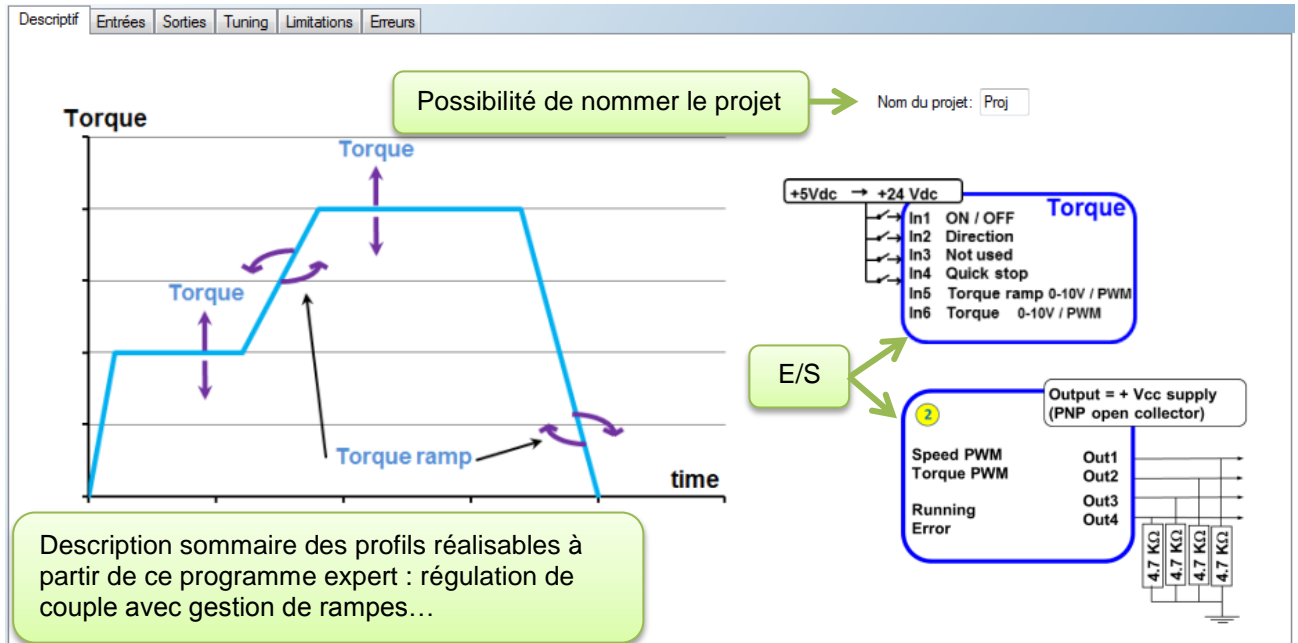 Descriptif Entrées Sorties Tuning Limitations Erreurs
Possibilité de nommer le projet
Nom du projet: Proj
Torque
Torque
Torque
Torque ramp
time
+5Vdc → +24 Vdc
Torque
In1 ON / OFF
In2 Direction
In3 Not used
In4 Quick stop
In5 Torque ramp 0-10V / PWM
In6 Torque 0-10V / PWM
E/S
Output = + Vcc supply
(PNP open collector)
2
Speed PWM Out1
Torque PWM Out2
Running Out3
Error Out4
4.7 KΩ
4.7 KΩ
4.7 KΩ
4.7 KΩ
Description sommaire des profils réalisables à
partir de ce programme expert : régulation de
couple avec gestion de rampes…